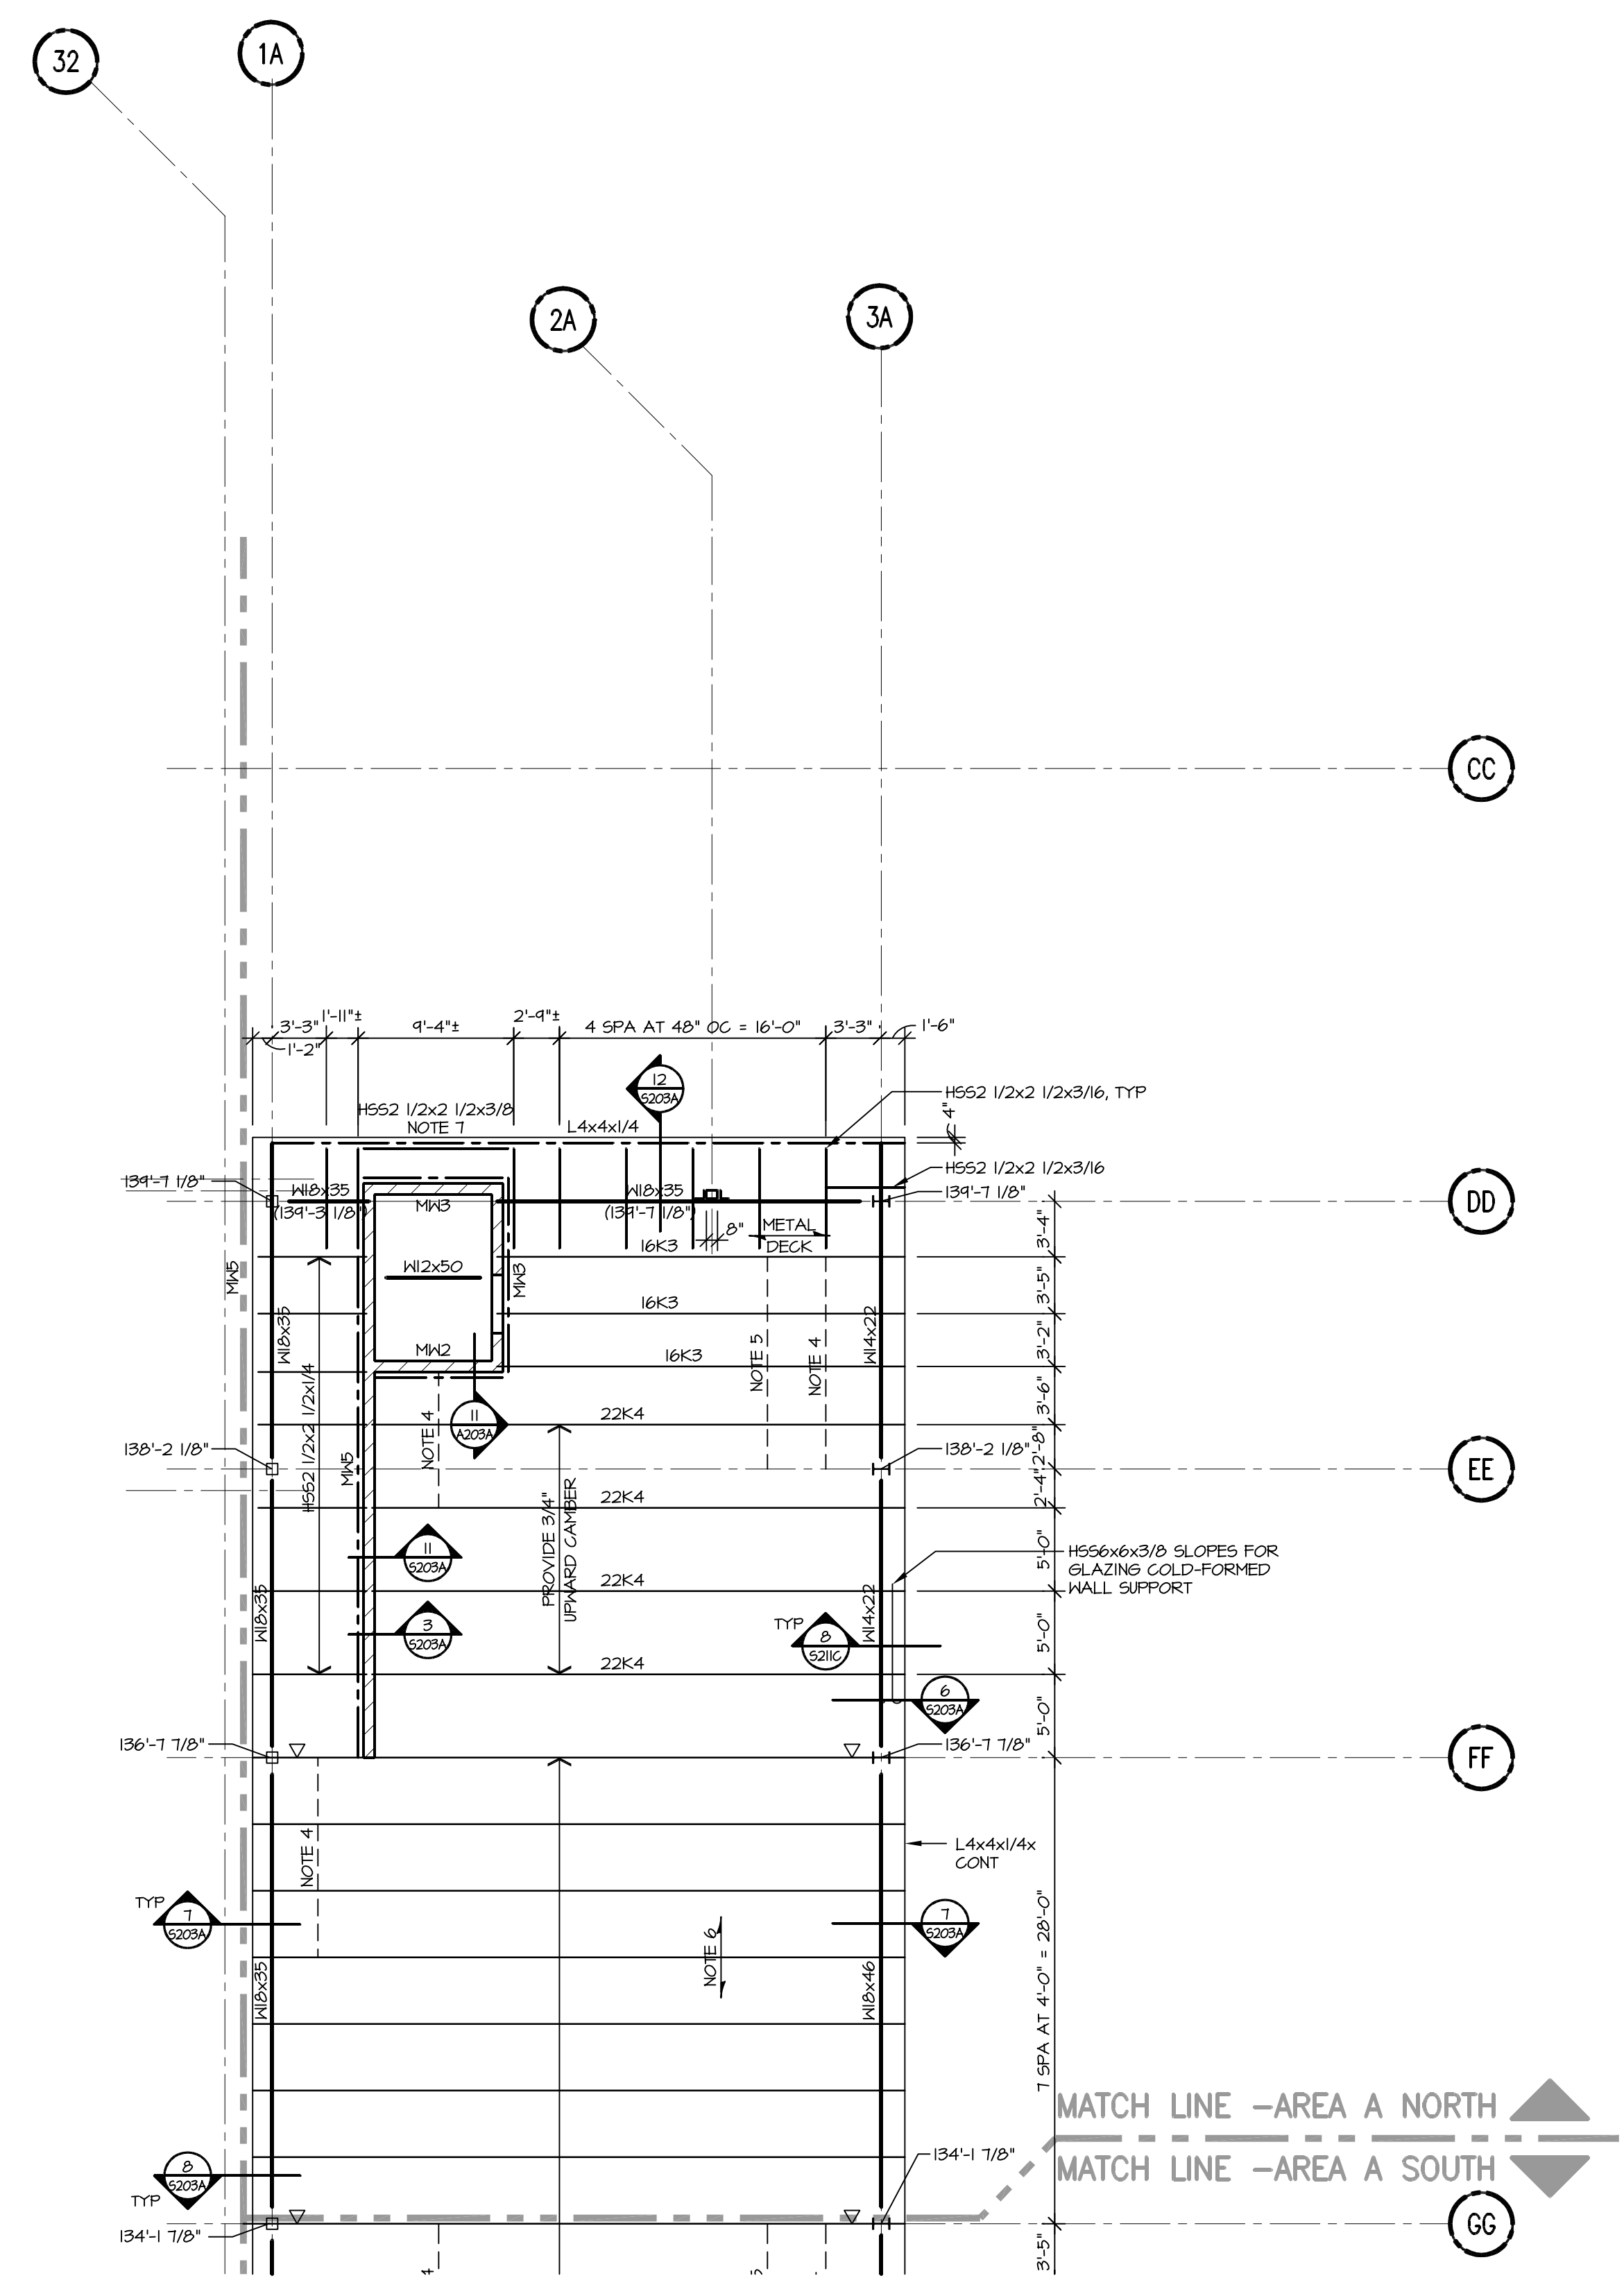 32
1A
2A
3A
CC
3'-3"
1'-11"±
9'-4"±
2'-9"±
4 SPA AT 48" OC = 16'-0"
3'-3"
1'-6"
1'-2"
12
S203A
HSS2 1/2x2 1/2x3/16, TYP
HSS2 1/2x2 1/2x3/8
NOTE 7
L4x4x1/4
4"
HSS2 1/2x2 1/2x3/16
139'-7 1/8"
W18x35
(139'-3 1/8")
MW3
W18x35
(139'-7 1/8")
139'-7 1/8"
DD
8"
METAL
DECK
3'-4"
16K3
MW5
W12x50
MW3
3'-5"
16K3
W18x35
W14x22
3'-2"
MW2
16K3
NOTE 5
NOTE 4
3'-6"
HSS2 1/2x2 1/2x1/4
NOTE 4
11
A203A
22K4
138'-2 1/8"
MW5
138'-2 1/8"
2'-8"
EE
2'-4"
22K4
PROVIDE 3/4"
UPWARD CAMBER
11
S203A
5'-0"
HSS6x6x3/8 SLOPES FOR
GLAZING COLD-FORMED
WALL SUPPORT
22K4
W18x35
W14x22
3
S203A
TYP
8
S211C
5'-0"
22K4
6
S203A
5'-0"
136'-7 7/8"
136'-7 7/8"
FF
NOTE 4
L4x4x1/4x
CONT
TYP
7
S203A
7
S203A
NOTE 6
W18x35
W18x46
7 SPA AT 4'-0" = 28'-0"
MATCH LINE -AREA A NORTH
MATCH LINE -AREA A SOUTH
134'-1 7/8"
8
S203A
TYP
134'-1 7/8"
GG
3'-5"